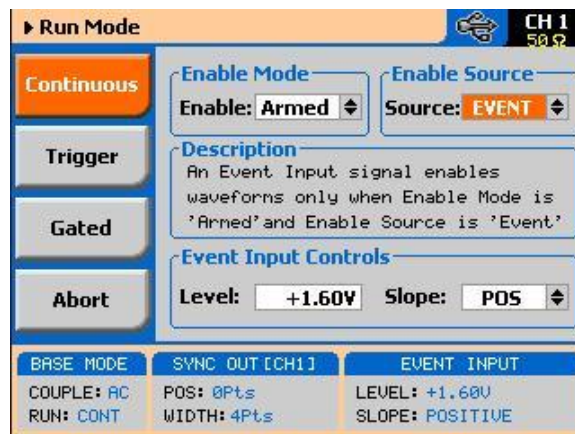 ▶ Run Mode
CH 1
50 Ω
Continuous
Trigger
Gated
Abort
Enable Mode
Enable: Armed
Enable Source
Source: EVENT
Description
An Event Input signal enables
waveforms only when Enable Mode is
'Armed'and Enable Source is 'Event'
Event Input Controls
Level: +1.60V Slope: POS
BASE MODE
COUPLE: AC
RUN: CONT
SYNC OUT [CH1]
POS: 0Pts
WIDTH: 4Pts
EVENT INPUT
LEVEL: +1.60V
SLOPE: POSITIVE